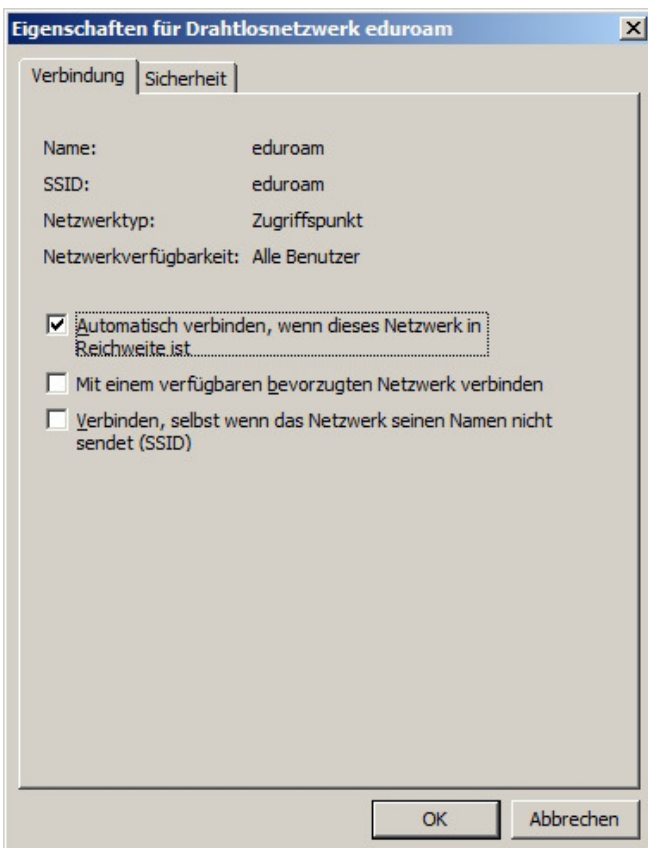 Eigenschaften für Drahtlosnetzwerk eduroam
Verbindung Sicherheit
Name: eduroam
SSID: eduroam
Netzwerktyp: Zugriffspunkt
Netzwerkverfügbarkeit: Alle Benutzer
Automatisch verbinden, wenn dieses Netzwerk in
Reichweite ist
Mit einem verfügbaren bevorzugten Netzwerk verbinden
Verbinden, selbst wenn das Netzwerk seinen Namen nicht
sendet (SSID)
OK Abbrechen